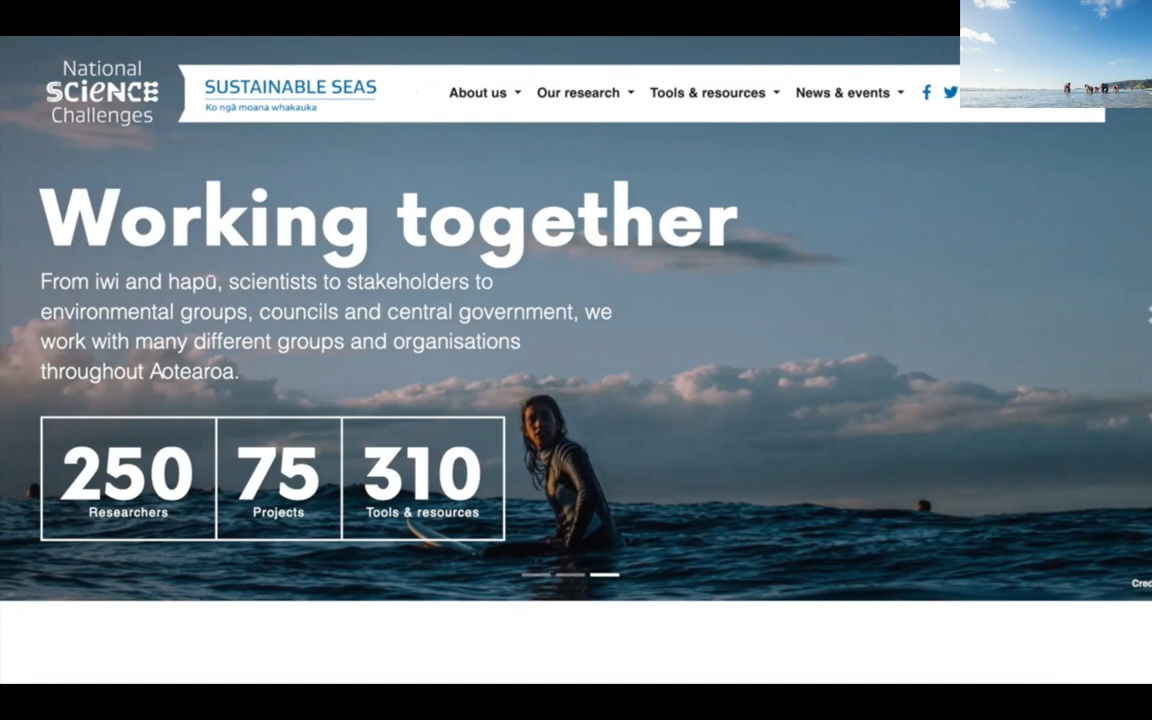 National
SCIENCE
Challenges
SUSTAINABLE SEAS
Ko ngā moana whakauka
About us
Our research
Tools & resources
News & events
Working together
From iwi and hapū, scientists to stakeholders to
environmental groups, councils and central government, we
work with many different groups and organisations
throughout Aotearoa.
250
Researchers
75
Projects
310
Tools & resources